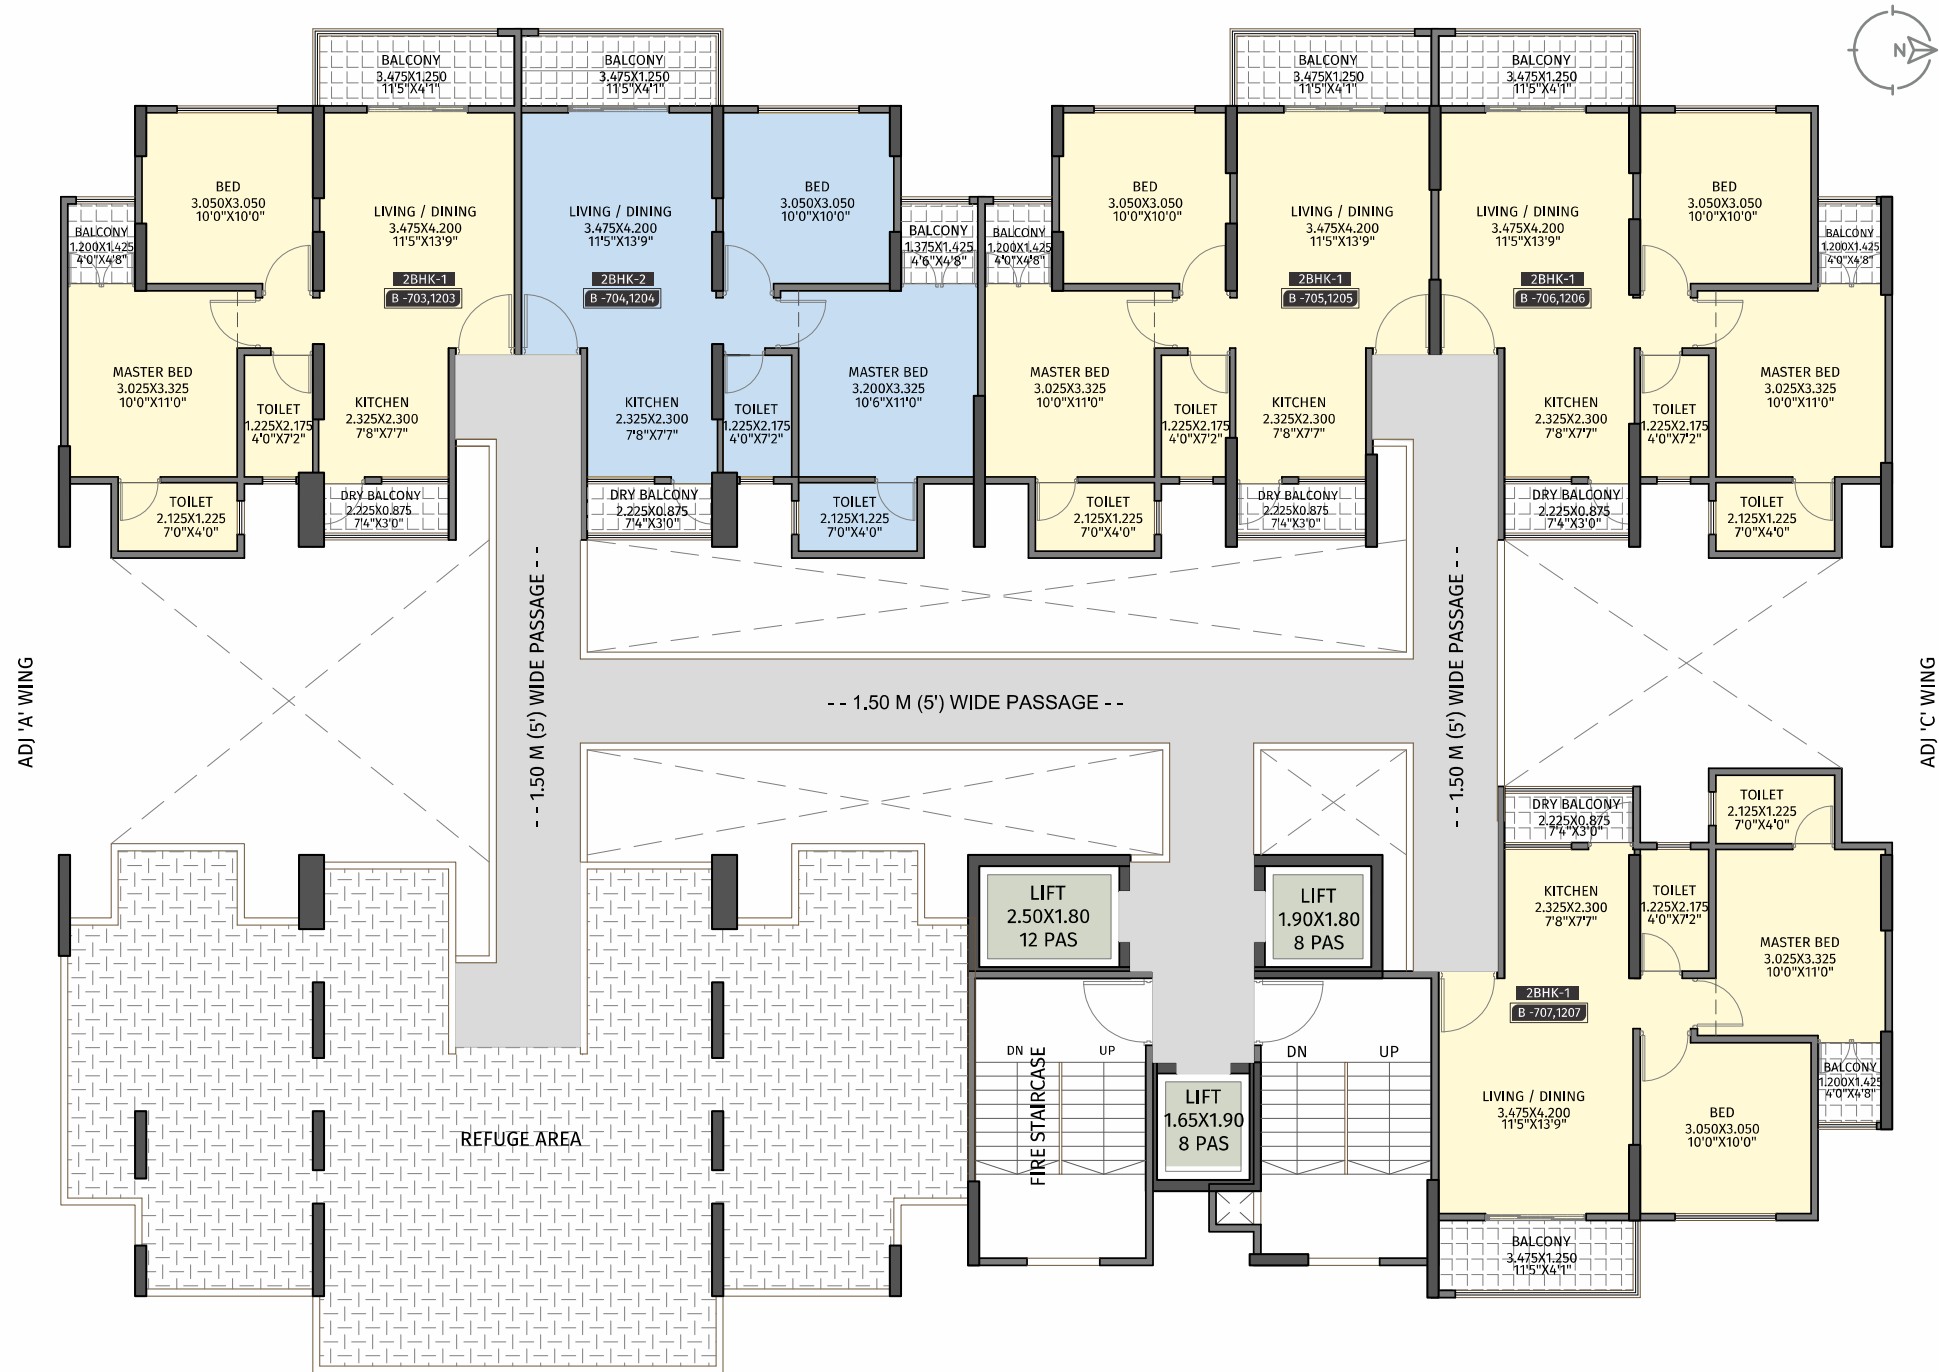 N
BALCONY
3.475X1.250
11'5"X4'1"
BALCONY
3.475X1.250
11'5"X4'1"
BALCONY
3.475X1.250
11'5"X4'1"
BALCONY
3.475X1.250
11'5"X4'1"
BED
3.050X3.050
10'0"X10'0"
LIVING / DINING
3.475X4.200
11'5"X13'9"
BALCONY
1.200X1.425
4'0"X4'8"
2BHK-1
B -703,1203
MASTER BED
3.025X3.325
10'0"X11'0"
TOILET
1.225X2.175
4'0"X7'2"
KITCHEN
2.325X2.300
7'8"X7'7"
TOILET
2.125X1.225
7'0"X4'0"
DRY BALCONY
2.225X0.875
7'4"X3'0"
LIVING / DINING
3.475X4.200
11'5"X13'9"
BED
3.050X3.050
10'0"X10'0"
BALCONY
1.375X1.425
4'6"X4'8"
2BHK-2
B -704,1204
KITCHEN
2.325X2.300
7'8"X7'7"
TOILET
1.225X2.175
4'0"X7'2"
MASTER BED
3.200X3.325
10'6"X11'0"
DRY BALCONY
2.225X0.875
7'4"X3'0"
TOILET
2.125X1.225
7'0"X4'0"
BED
3.050X3.050
10'0"X10'0"
LIVING / DINING
3.475X4.200
11'5"X13'9"
BALCONY
1.200X1.425
4'0"X4'8"
2BHK-1
B -705,1205
MASTER BED
3.025X3.325
10'0"X11'0"
TOILET
1.225X2.175
4'0"X7'2"
KITCHEN
2.325X2.300
7'8"X7'7"
TOILET
2.125X1.225
7'0"X4'0"
DRY BALCONY
2.225X0.875
7'4"X3'0"
LIVING / DINING
3.475X4.200
11'5"X13'9"
BED
3.050X3.050
10'0"X10'0"
BALCONY
1.200X1.425
4'0"X4'8"
2BHK-1
B -706,1206
KITCHEN
2.325X2.300
7'8"X7'7"
TOILET
1.225X2.175
4'0"X7'2"
MASTER BED
3.025X3.325
10'0"X11'0"
DRY BALCONY
2.225X0.875
7'4"X3'0"
TOILET
2.125X1.225
7'0"X4'0"
ADJ 'A' WING
-- 1.50 M (5') WIDE PASSAGE --
-- 1.50 M (5') WIDE PASSAGE --
-- 1.50 M (5') WIDE PASSAGE --
ADJ 'C' WING
LIFT
2.50X1.80
12 PAS
LIFT
1.90X1.80
8 PAS
DN
UP
FIRE STAIRCASE
LIFT
1.65X1.90
8 PAS
DN
UP
REFUGE AREA
DRY BALCONY
2.225X0.875
7'4"X3'0"
TOILET
2.125X1.225
7'0"X4'0"
KITCHEN
2.325X2.300
7'8"X7'7"
TOILET
1.225X2.175
4'0"X7'2"
MASTER BED
3.025X3.325
10'0"X11'0"
2BHK-1
B -707,1207
LIVING / DINING
3.475X4.200
11'5"X13'9"
BED
3.050X3.050
10'0"X10'0"
BALCONY
1.200X1.425
4'0"X4'8"
BALCONY
3.475X1.250
11'5"X4'1"